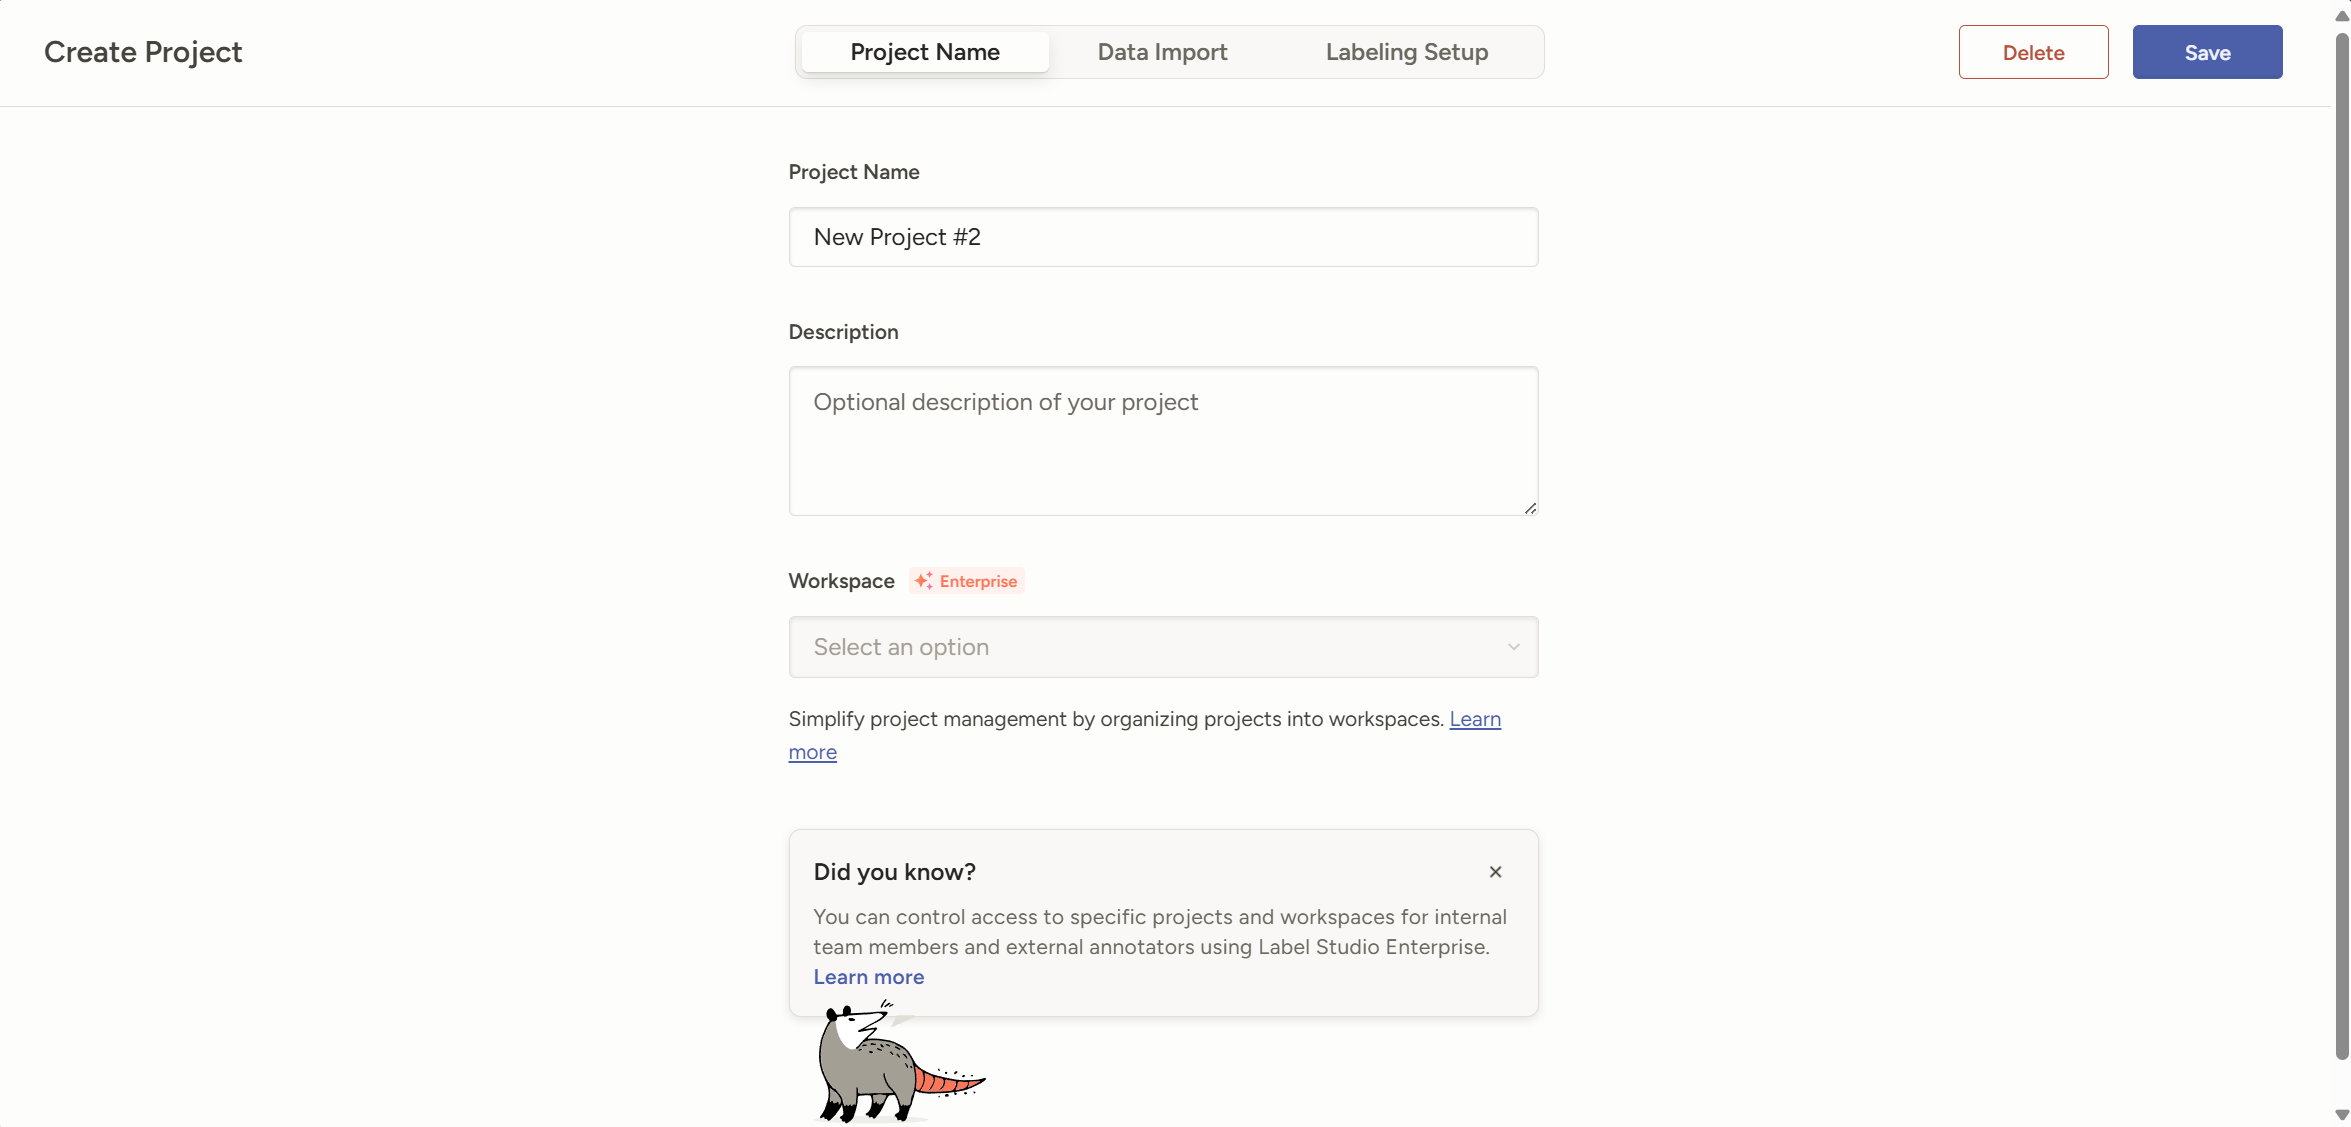 Create Project
Project Name
Data Import
Labeling Setup
Delete
Save
Project Name
New Project #2
Description
Optional description of your project
Workspace
Enterprise
Select an option
Simplify project management by organizing projects into workspaces. Learn
more
Did you know?
You can control access to specific projects and workspaces for internal
team members and external annotators using Label Studio Enterprise.
Learn more